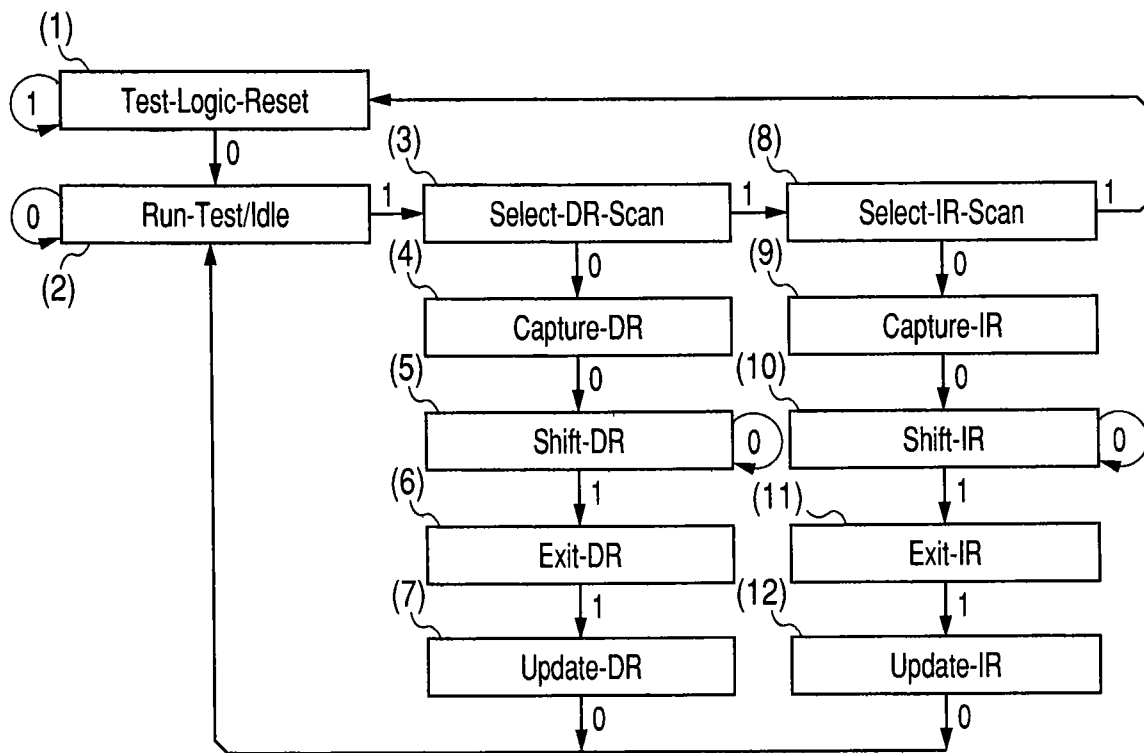 (1)
1
Test-Logic-Reset
0
(3)
(8)
0
Run-Test/Idle
1
Select-DR-Scan
1
Select-IR-Scan
1
(2)
0
0
(4)
(9)
Capture-DR
Capture-IR
0
0
(5)
(10)
Shift-DR
0
Shift-IR
0
1
1
(6)
(11)
Exit-DR
Exit-IR
1
1
(7)
(12)
Update-DR
Update-IR
0
0